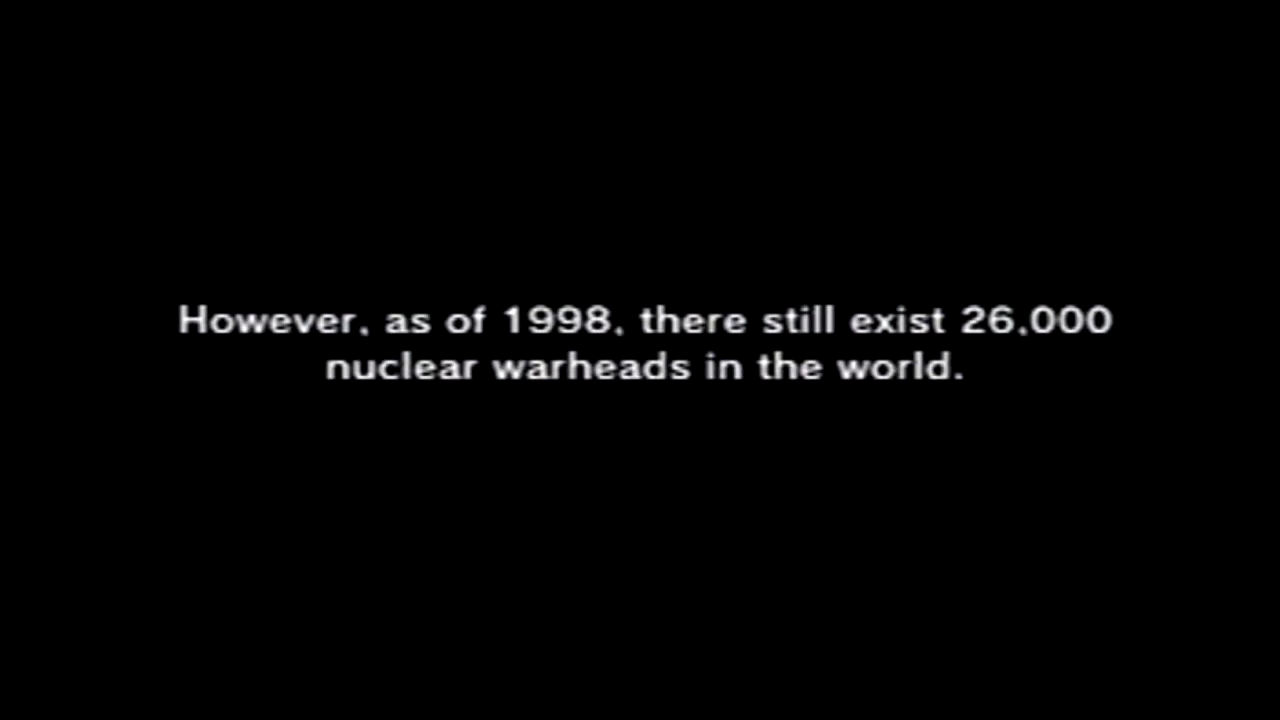 However, as of 1998, there still exist 26,000
nuclear warheads in the world.